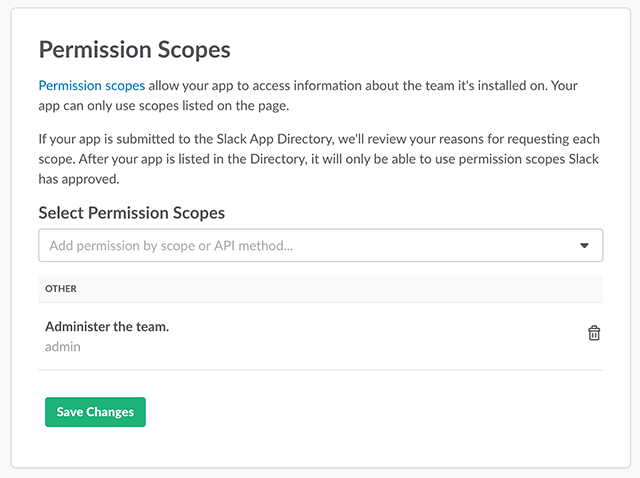 Permission Scopes
Permission scopes allow your app to access information about the team it's installed on. Your
app can only use scopes listed on the page.
If your app is submitted to the Slack App Directory, we'll review your reasons for requesting each
scope. After your app is listed in the Directory, it will only be able to use permission scopes Slack
has approved.
Select Permission Scopes
Add permission by scope or API method...
OTHER
Administer the team.
admin
Save Changes